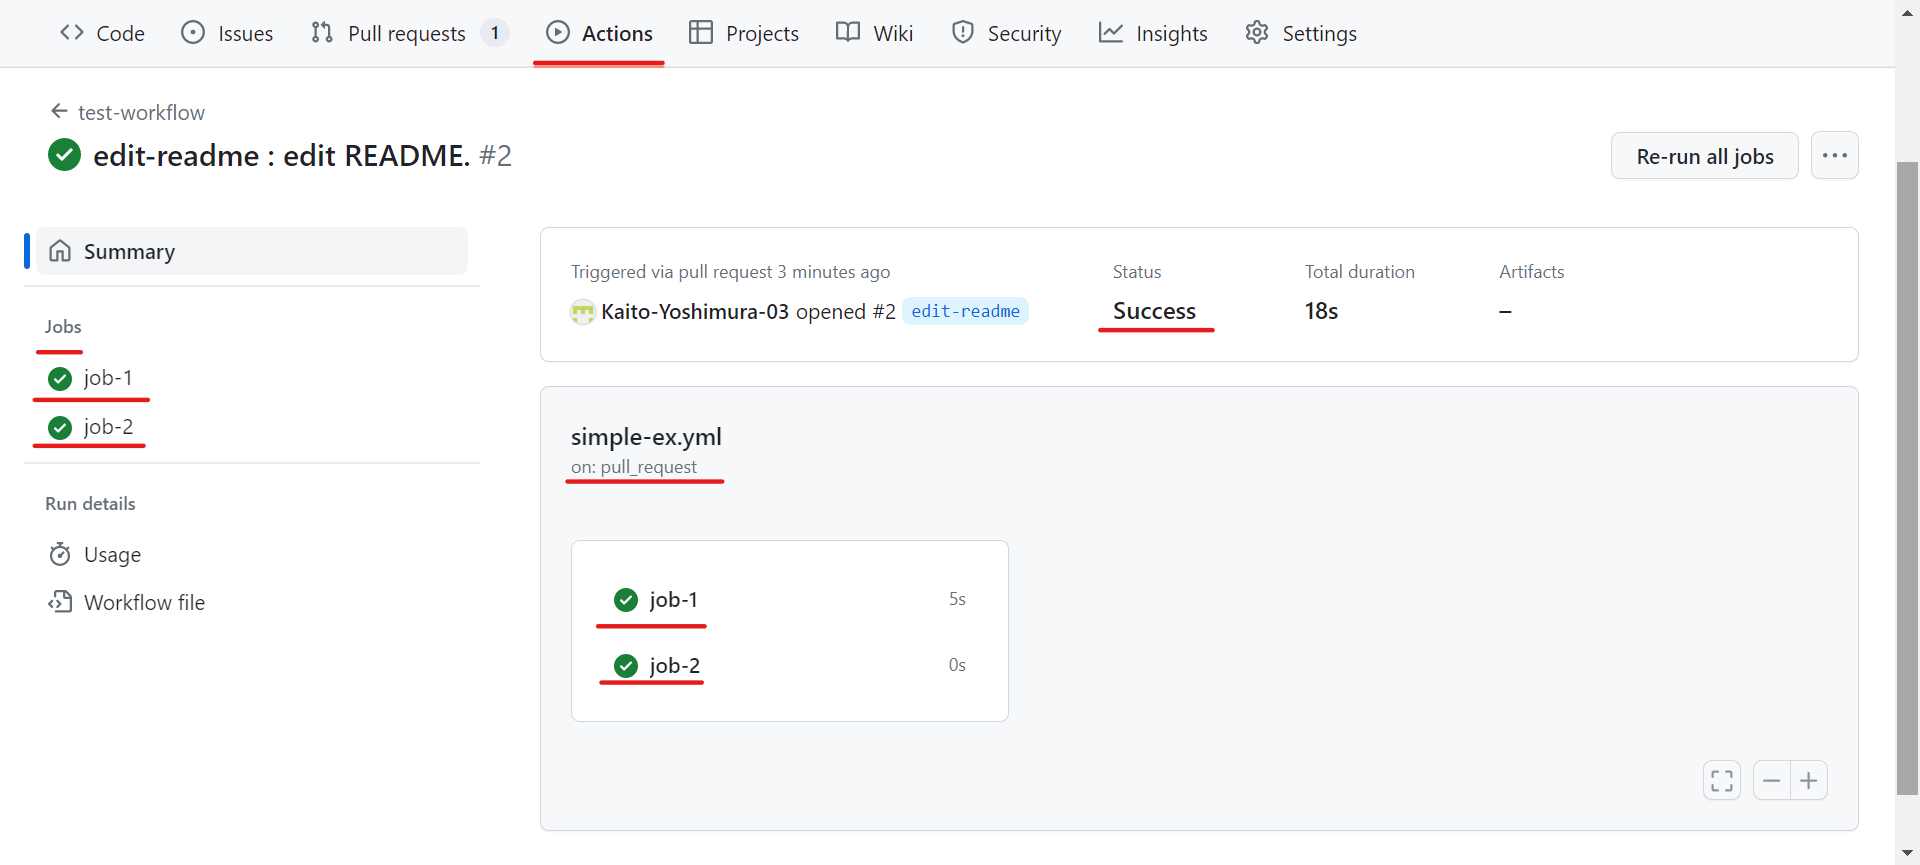 Code Issues Pull requests 1 Actions Projects Wiki Security Insights Settings
test-workflow
edit-readme : edit README. #2
Re-run all jobs
Summary
Jobs
job-1
job-2
Run details
Usage
Workflow file
Triggered via pull request 3 minutes ago
Kaito-Yoshimura-03 opened #2 edit-readme
Status
Success
Total duration
18s
Artifacts
–
simple-ex.yml
on: pull_request
job-1 5s
job-2 0s